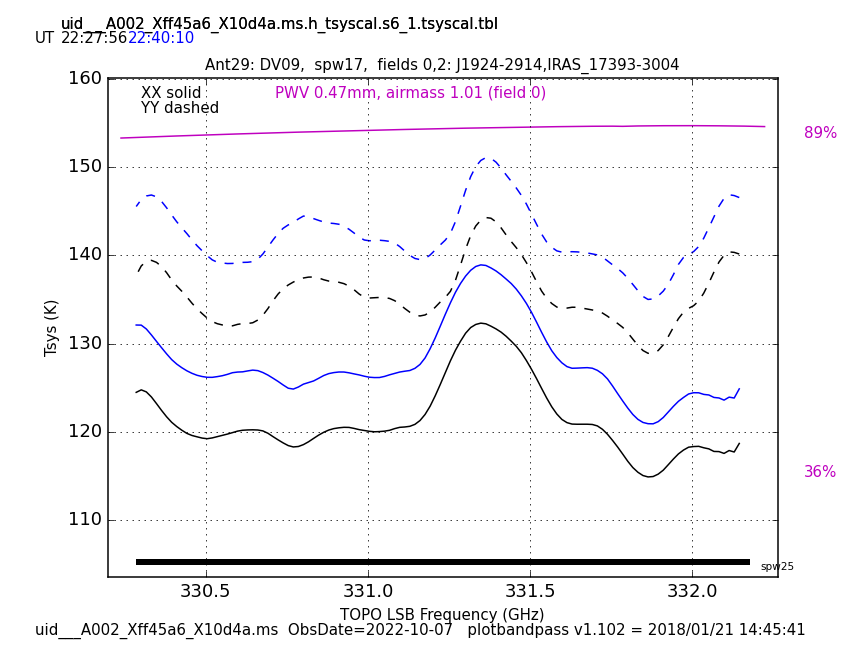 uid___A002_Xff45a6_X10d4a.ms.h_tsyscal.s6_1.tsyscal.tbl
UT 22:27:56 22:40:10
Ant29: DV09, spw17, fields 0,2: J1924-2914,IRAS_17393-3004
160
XX solid PWV 0.47mm, airmass 1.01 (field 0)
YY dashed
89%
150
140
Tsys (K)
130
120
36%
110
spw25
330.5 331.0 331.5 332.0
TOPO LSB Frequency (GHz)
uid___A002_Xff45a6_X10d4a.ms ObsDate=2022-10-07 plotbandpass v1.102 = 2018/01/21 14:45:41